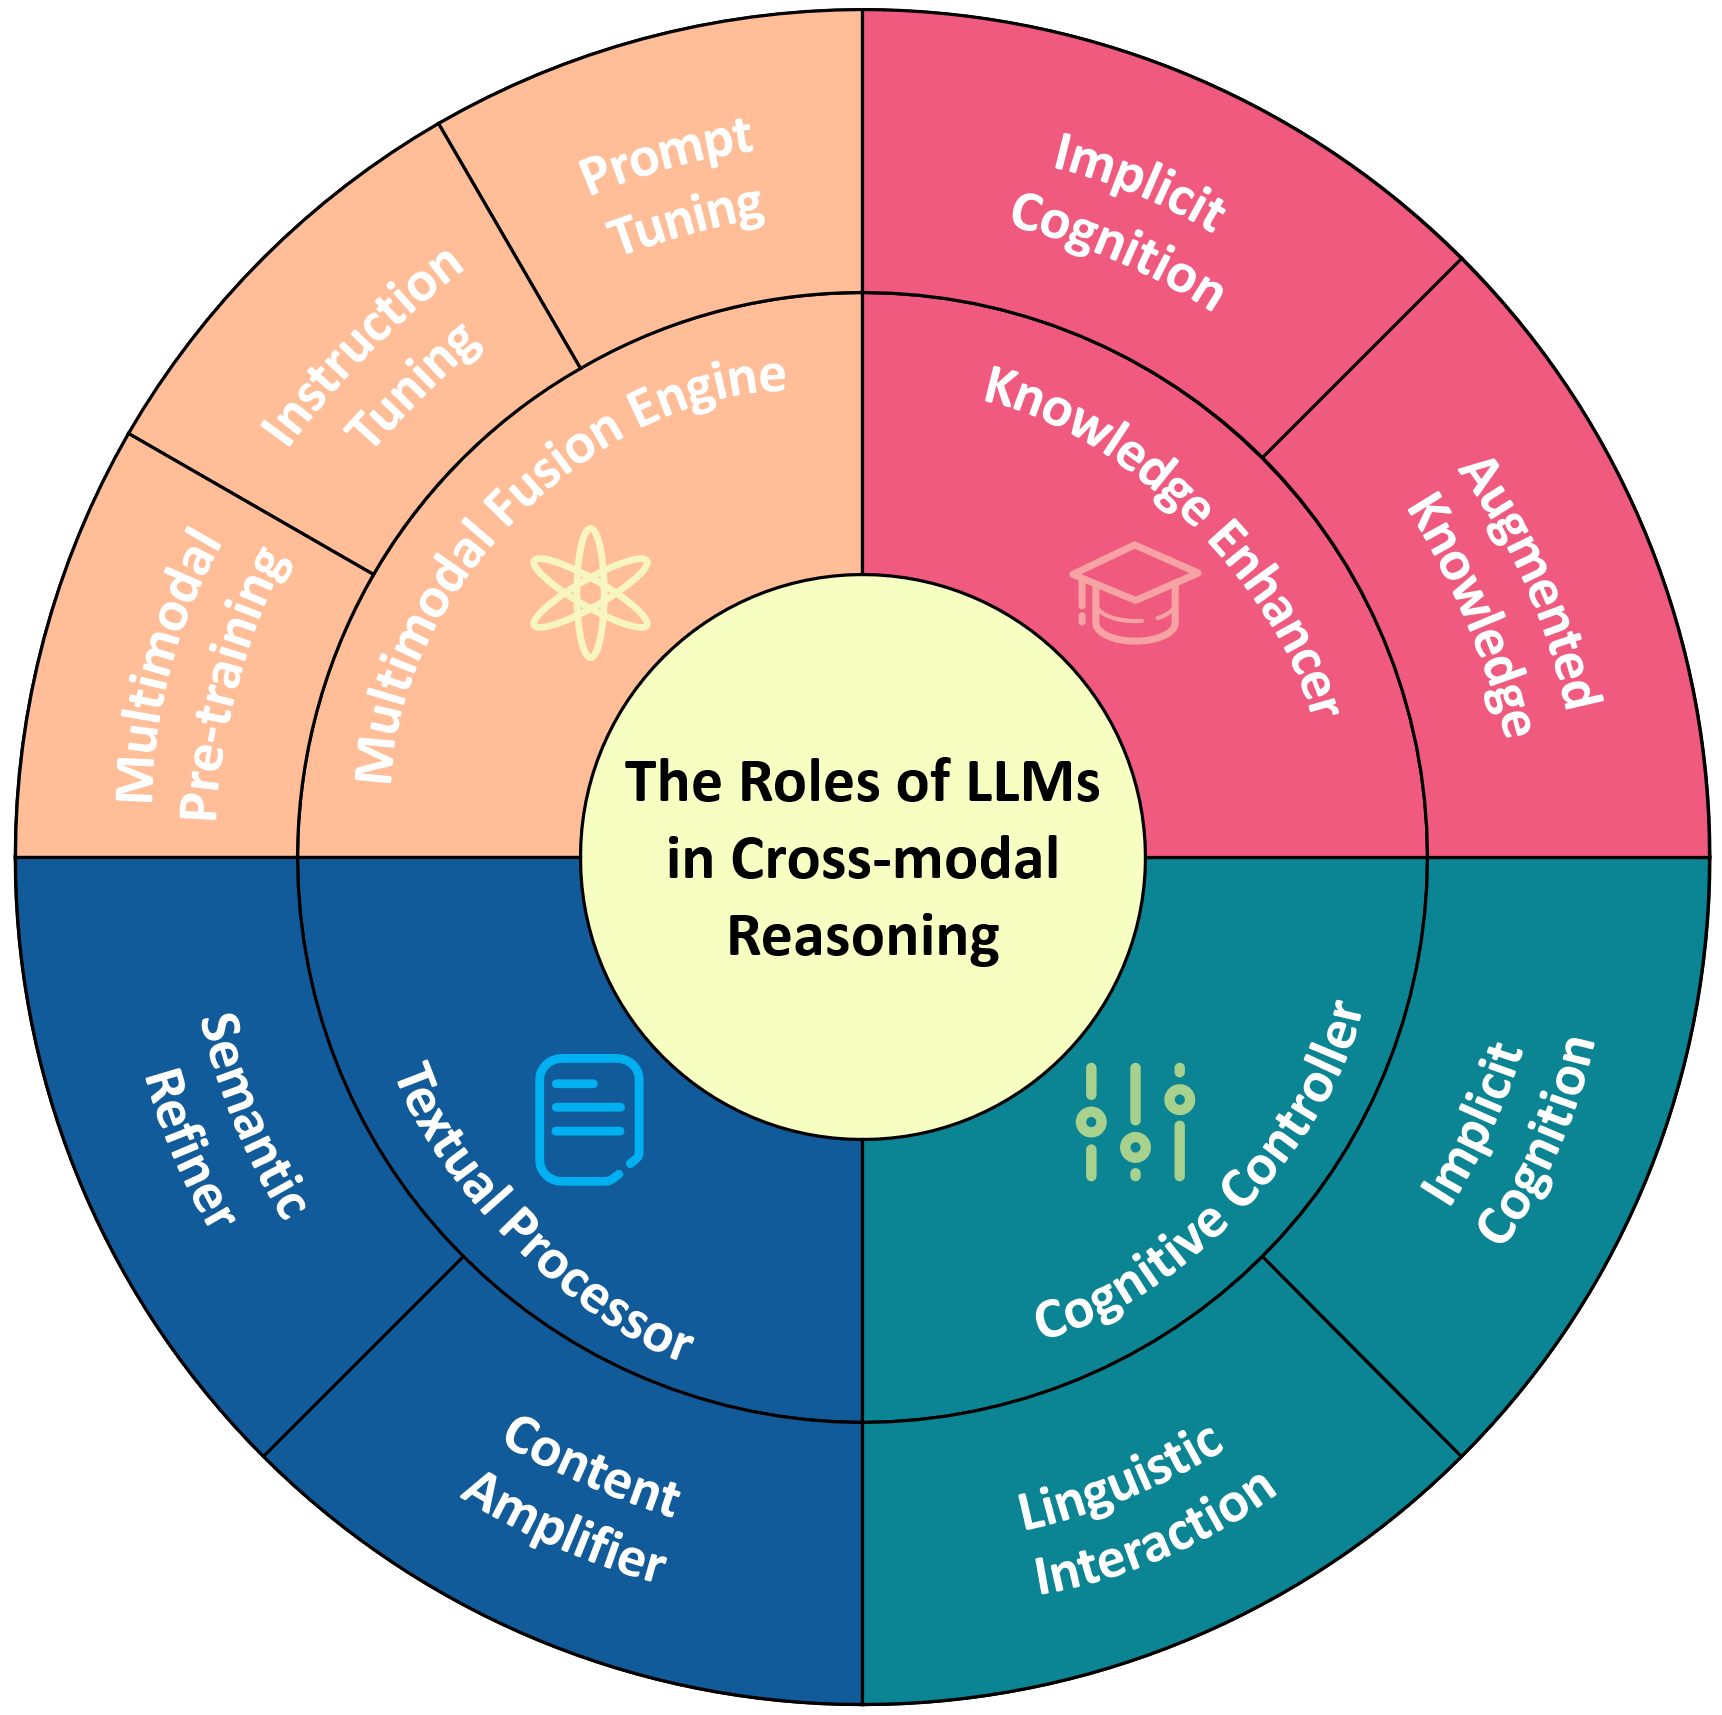 The Roles of LLMs
in Cross-modal
Reasoning
Multimodal Fusion Engine
Multimodal
Pre-training
Instruction
Tuning
Prompt
Tuning
Knowledge Enhancer
Implicit
Cognition
Augmented
Knowledge
Cognitive Controller
Implicit
Cognition
Linguistic
Interaction
Textual Processor
Semantic
Refiner
Content
Amplifier